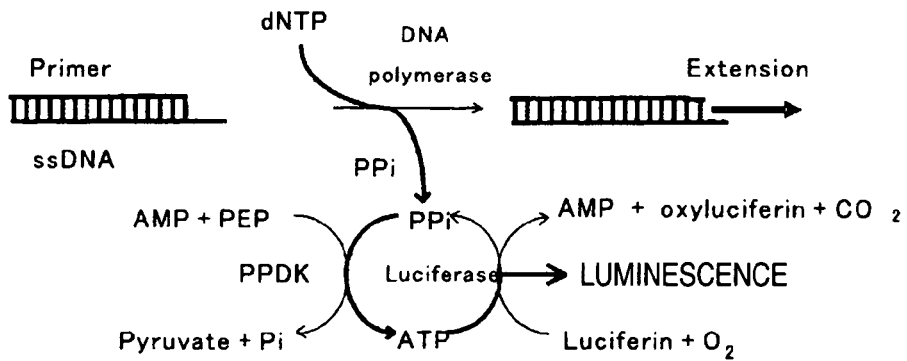 dNTP
DNA
polymerase
Primer
ssDNA
Extension
PPi
AMP + PEP
PPi
AMP + oxyluciferin + CO2
PPDK
Luciferase
LUMINESCENCE
Pyruvate + Pi
ATP
Luciferin + O2